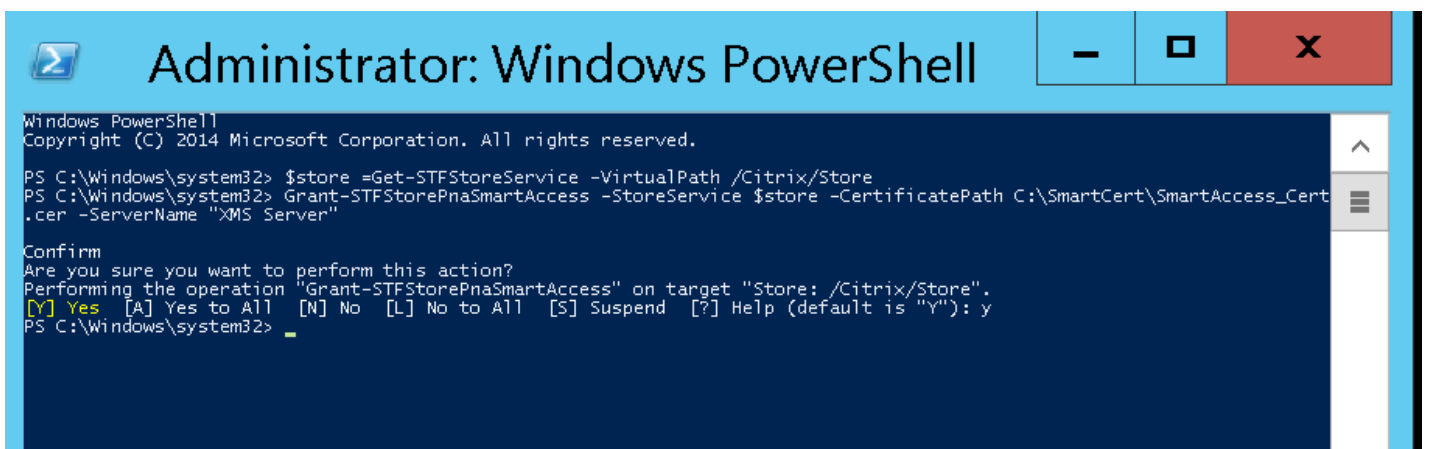 Administrator: Windows PowerShell
Windows PowerShell
Copyright (C) 2014 Microsoft Corporation. All rights reserved.
PS C:\Windows\system32> $store =Get-STFStoreService -VirtualPath /Citrix/Store
PS C:\Windows\system32> Grant-STFStorePnaSmartAccess -StoreService $store -CertificatePath C:\SmartCert\SmartAccess_Cert
.cer -ServerName "XMS Server"
Confirm
Are you sure you want to perform this action?
Performing the operation "Grant-STFStorePnaSmartAccess" on target "Store: /Citrix/Store".
[Y] Yes  [A] Yes to All  [N] No  [L] No to All  [S] Suspend  [?] Help (default is "Y"): y
PS C:\Windows\system32>